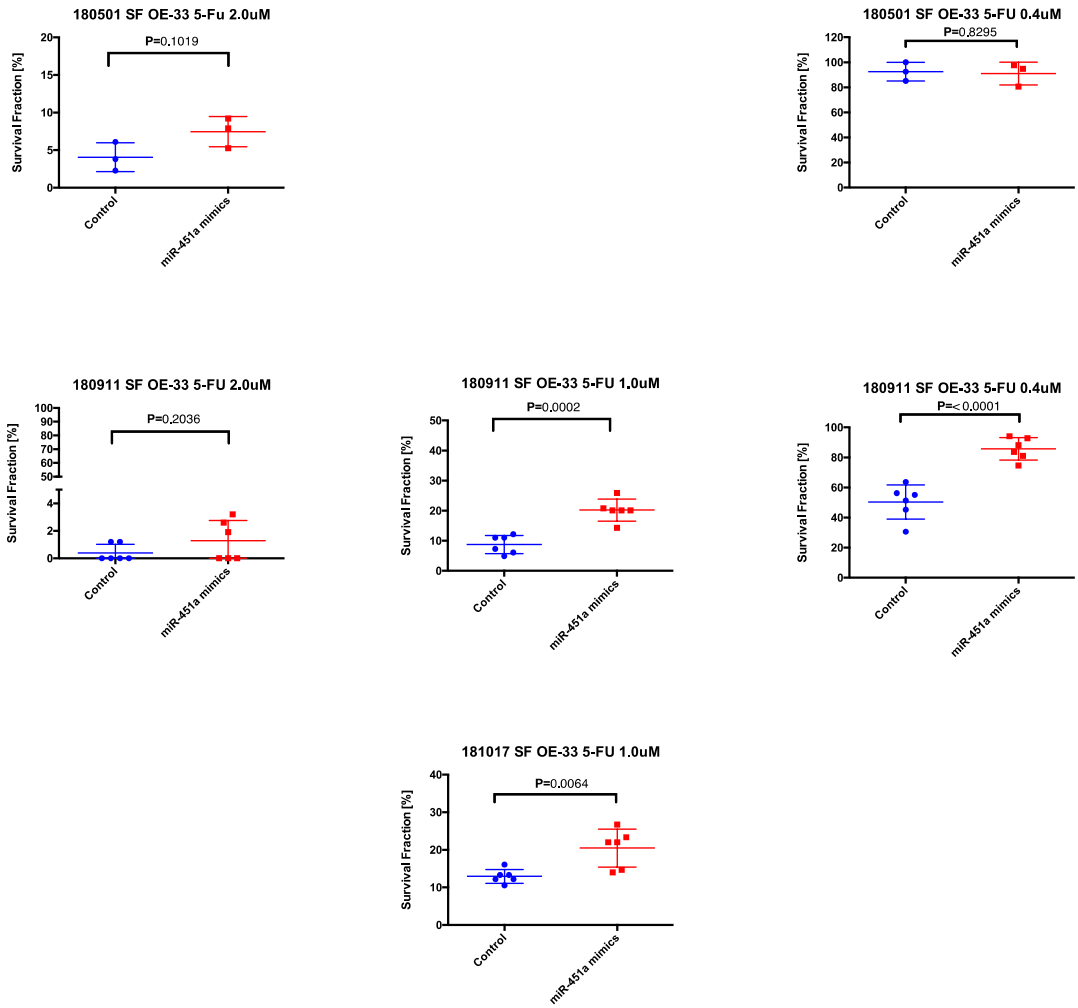 180501 SF OE-33 5-Fu 2.0uM
P=0.1019
20
15
10
5
0
Survival Fraction [%]
Control
miR-451a mimics
180501 SF OE-33 5-FU 0.4uM
P=0.8295
120
100
80
60
40
20
0
Survival Fraction [%]
Control
miR-451a mimics
180911 SF OE-33 5-FU 2.0uM
P=0.2036
100
90
80
70
60
50
4
2
0
Survival Fraction [%]
Control
miR-451a mimics
180911 SF OE-33 5-FU 1.0uM
P=0.0002
50
40
30
20
10
0
Survival Fraction [%]
Control
miR-451a mimics
180911 SF OE-33 5-FU 0.4uM
P=<0.0001
100
80
60
40
20
0
Survival Fraction [%]
Control
miR-451a mimics
181017 SF OE-33 5-FU 1.0uM
P=0.0064
40
30
20
10
0
Survival Fraction [%]
Control
miR-451a mimics